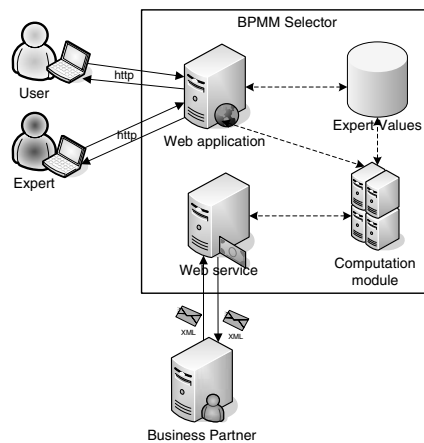 BPMM Selector
http
User
http
Web application
Expert Values
Expert
Web service
Computation
module
XML
XML
Business Partner